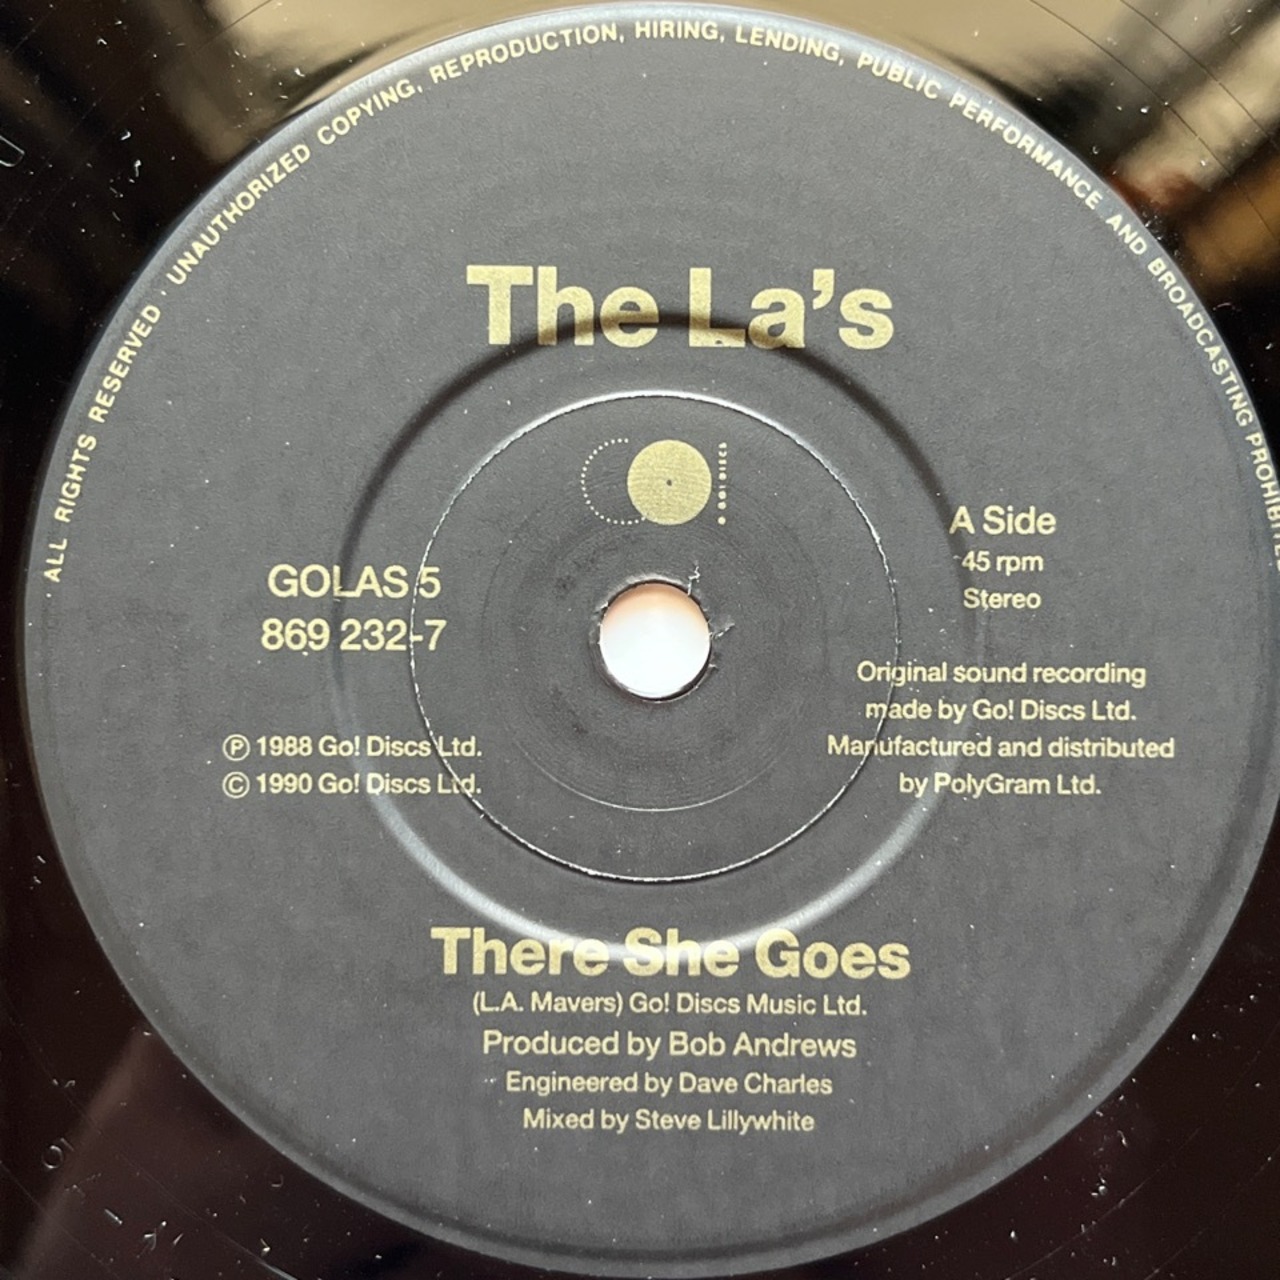 ALL RIGHTS RESERVED · UNAUTHORIZED COPYING, REPRODUCTION, HIRING, LENDING, PUBLIC PERFORMANCE AND BROADCASTING PROHIBITED
The La's
GO! DISCS
A Side
45 rpm
Stereo
GOLAS 5
869 232-7
Original sound recording
made by Go! Discs Ltd.
Manufactured and distributed
by PolyGram Ltd.
Ⓟ 1988 Go! Discs Ltd.
© 1990 Go! Discs Ltd.
There She Goes
(L.A. Mavers) Go! Discs Music Ltd.
Produced by Bob Andrews
Engineered by Dave Charles
Mixed by Steve Lillywhite